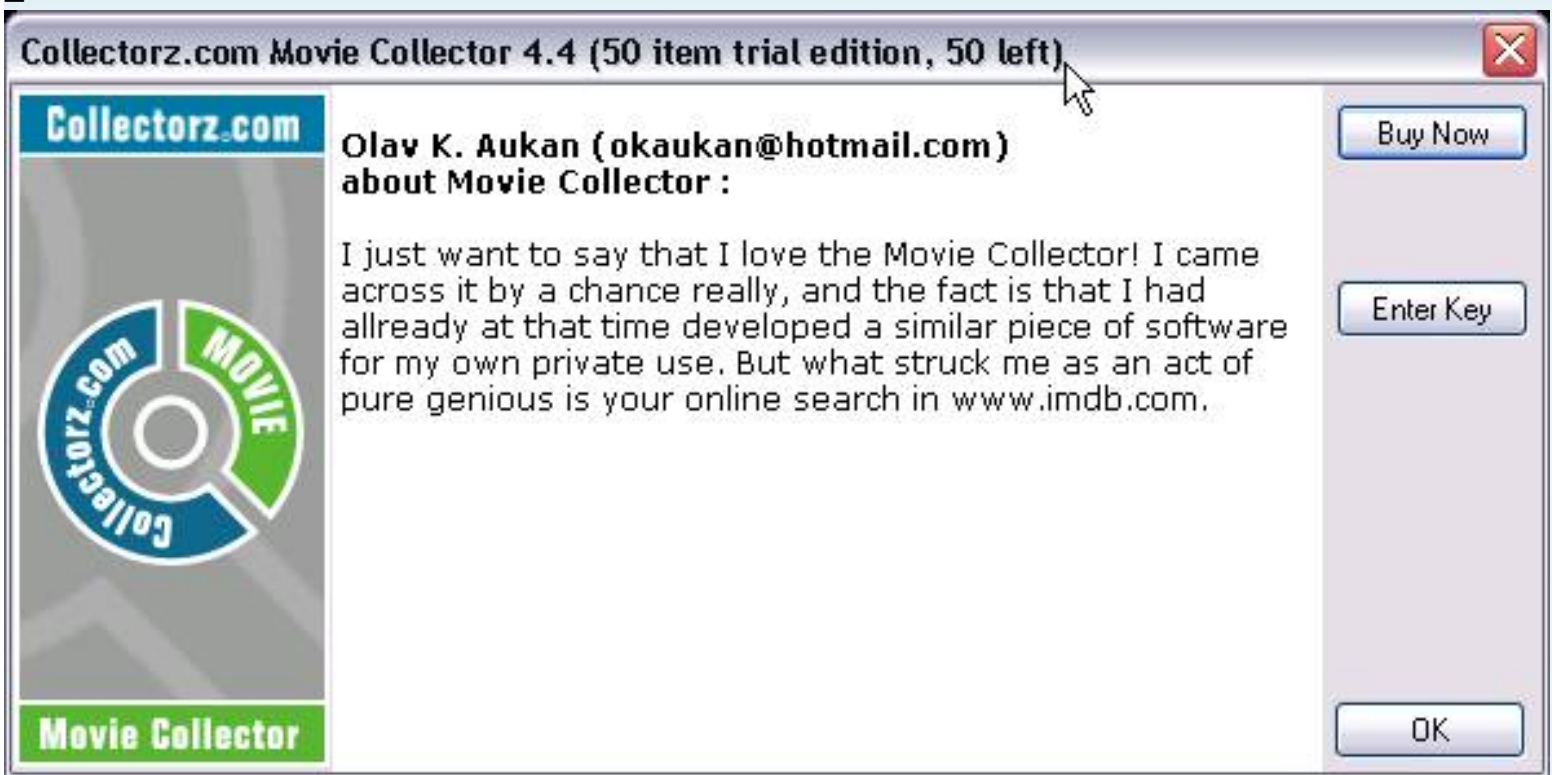 Collectorz.com Movie Collector 4.4 (50 item trial edition, 50 left)
Collectorz.com
Olav K. Aukan (okaukan@hotmail.com)
about Movie Collector :
I just want to say that I love the Movie Collector! I came
across it by a chance really, and the fact is that I had
allready at that time developed a similar piece of software
for my own private use. But what struck me as an act of
pure genious is your online search in www.imdb.com.
Collectorz.com
MOVIE
Movie Collector
Buy Now
Enter Key
OK